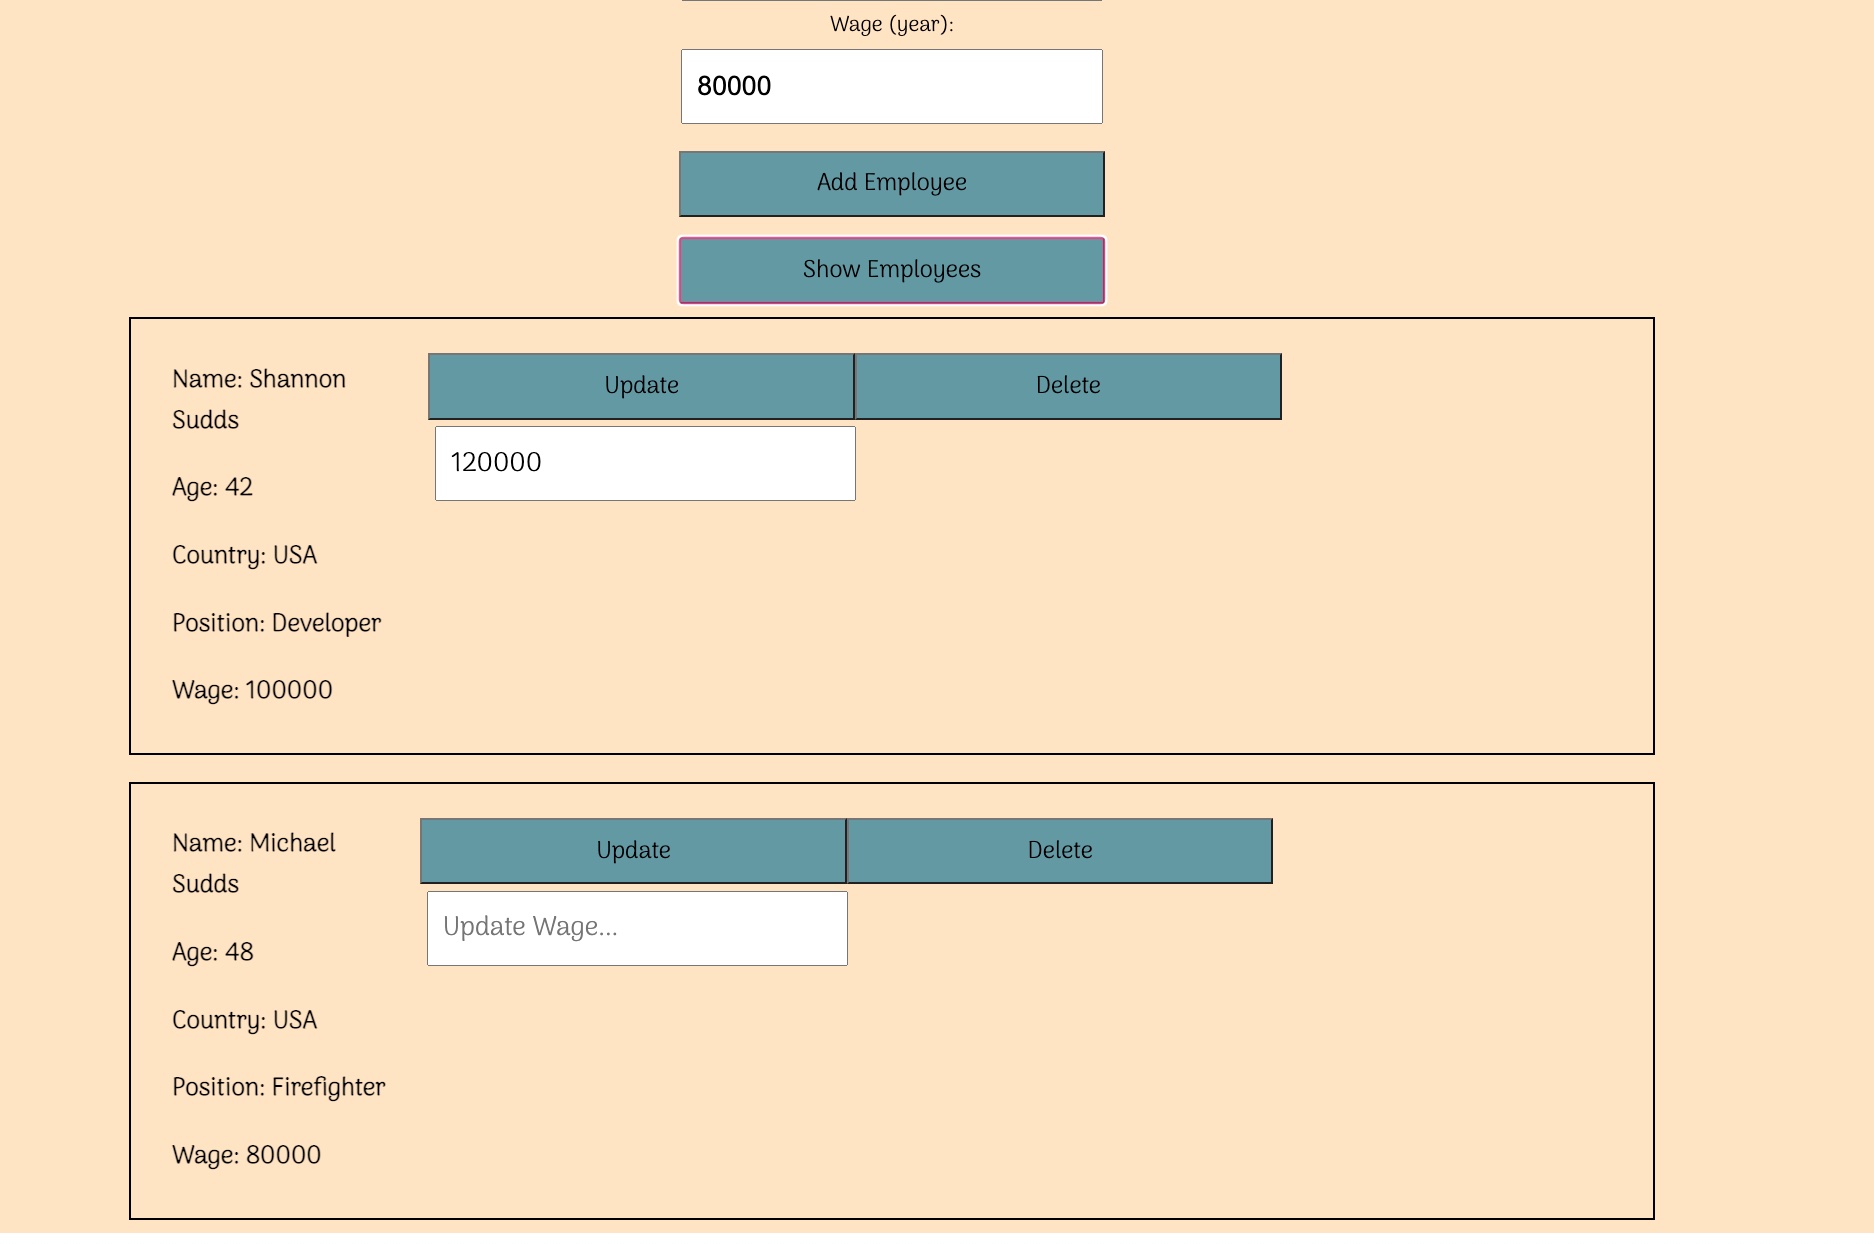 Wage (year):
80000
Add Employee
Show Employees
Name: Shannon
Sudds
Age: 42
Country: USA
Position: Developer
Wage: 100000
Update
Delete
120000
Name: Michael
Sudds
Age: 48
Country: USA
Position: Firefighter
Wage: 80000
Update
Delete
Update Wage...